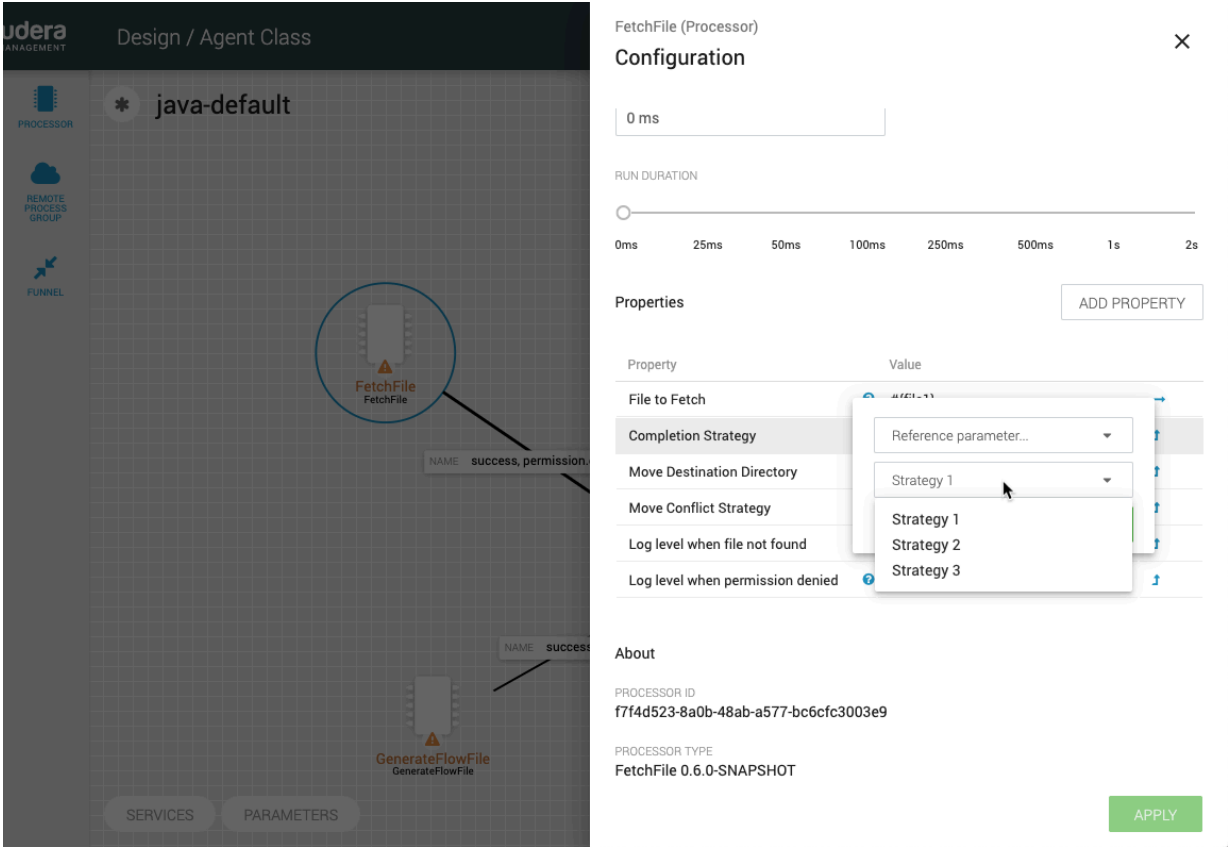 udera
ANAGEMENT
Design / Agent Class
java-default
PROCESSOR
REMOTE
PROCESS
GROUP
FUNNEL
FetchFile
FetchFile
NAME success, permission.
NAME success
GenerateFlowFile
GenerateFlowFile
SERVICES
PARAMETERS
FetchFile (Processor)
Configuration
0 ms
RUN DURATION
0ms 25ms 50ms 100ms 250ms 500ms 1s 2s
Properties
ADD PROPERTY
Property Value
File to Fetch #{file1}
Completion Strategy
Move Destination Directory
Move Conflict Strategy
Log level when file not found
Log level when permission denied
Reference parameter...
Strategy 1
Strategy 1
Strategy 2
Strategy 3
About
PROCESSOR ID
f7f4d523-8a0b-48ab-a577-bc6cfc3003e9
PROCESSOR TYPE
FetchFile 0.6.0-SNAPSHOT
APPLY